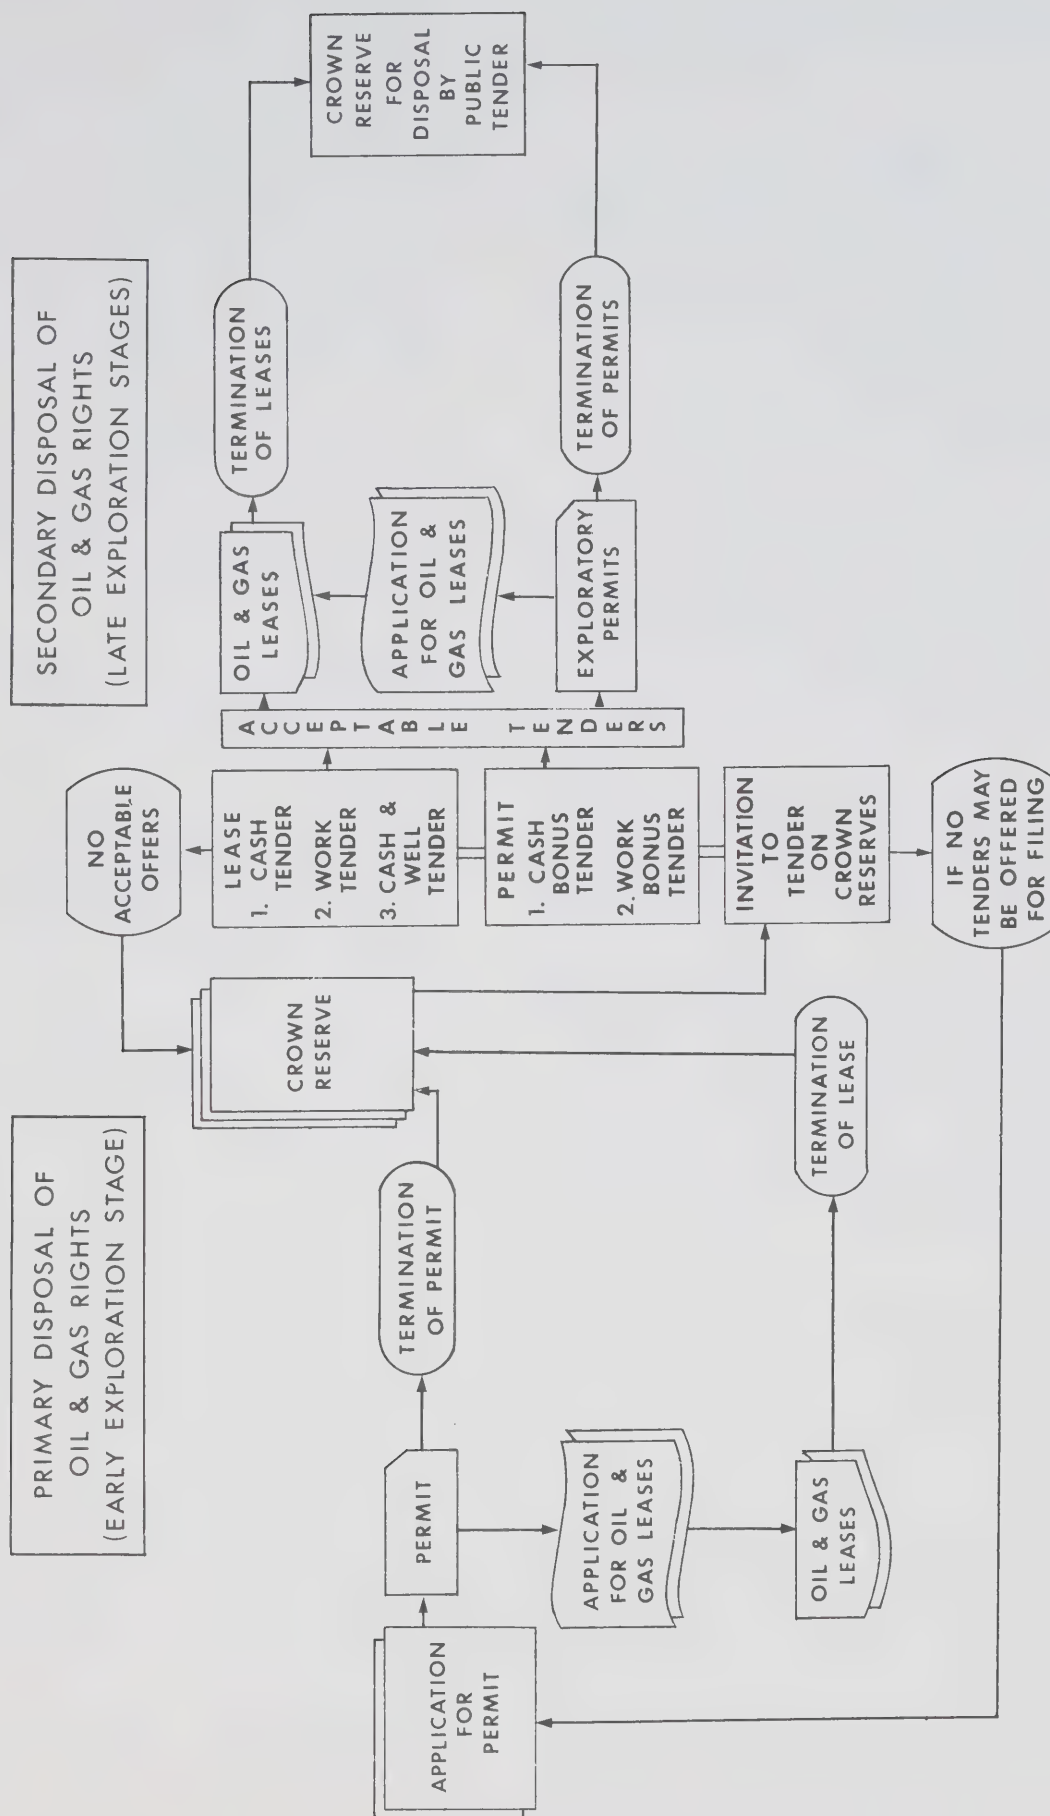 PRIMARY DISPOSAL OF
OIL & GAS RIGHTS
(EARLY EXPLORATION STAGE)
SECONDARY DISPOSAL OF
OIL & GAS RIGHTS
(LATE EXPLORATION STAGES)
APPLICATION
FOR
PERMIT
PERMIT
TERMINATION
OF PERMIT
APPLICATION
FOR OIL &
GAS LEASES
OIL & GAS
LEASES
TERMINATION
OF LEASE
CROWN
RESERVE
NO
ACCEPTABLE
OFFERS
LEASE
1. CASH
TENDER
2. WORK
TENDER
3. CASH &
WELL
TENDER
PERMIT
1. CASH
BONUS
TENDER
2. WORK
BONUS
TENDER
INVITATION
TO
TENDER
ON
CROWN
RESERVES
IF NO
TENDERS MAY
BE OFFERED
FOR FILING
ACCEPTABLE TENDERS
OIL & GAS
LEASES
APPLICATION
FOR OIL &
GAS LEASES
EXPLORATORY
PERMITS
TERMINATION
OF LEASES
TERMINATION
OF PERMITS
CROWN
RESERVE
FOR
DISPOSAL
BY
PUBLIC
TENDER